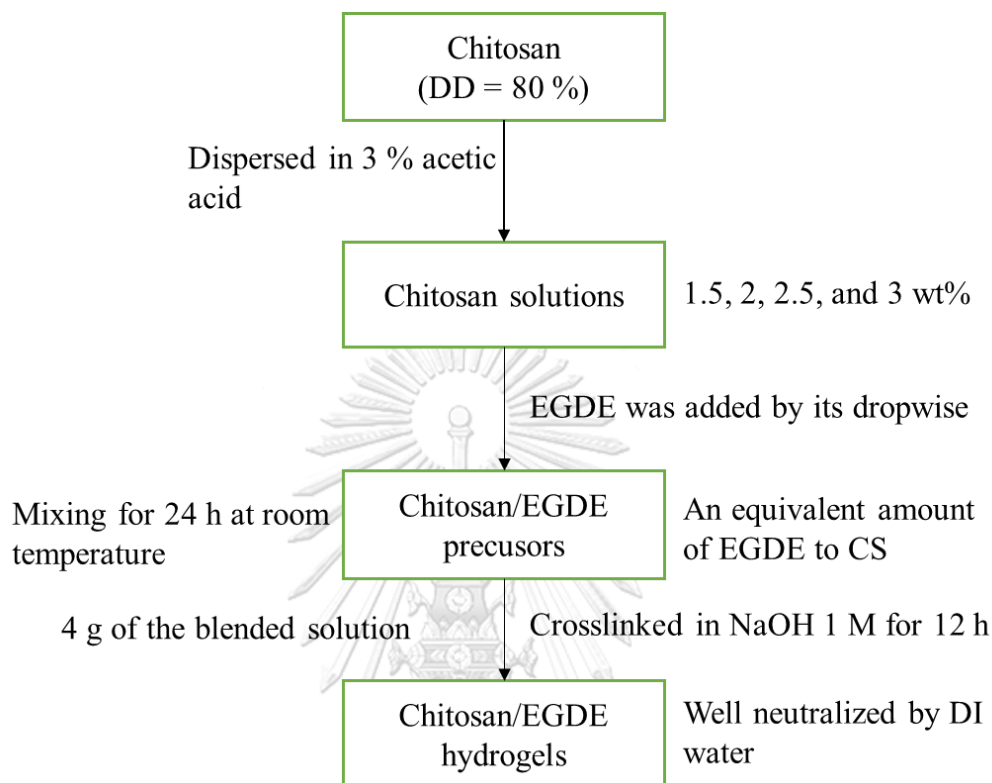 Chitosan
(DD = 80 %)
Dispersed in 3 % acetic
acid
Chitosan solutions
1.5, 2, 2.5, and 3 wt%
EGDE was added by its dropwise
Mixing for 24 h at room
temperature
Chitosan/EGDE
precusors
An equivalent amount
of EGDE to CS
4 g of the blended solution
Crosslinked in NaOH 1 M for 12 h
Chitosan/EGDE
hydrogels
Well neutralized by DI
water